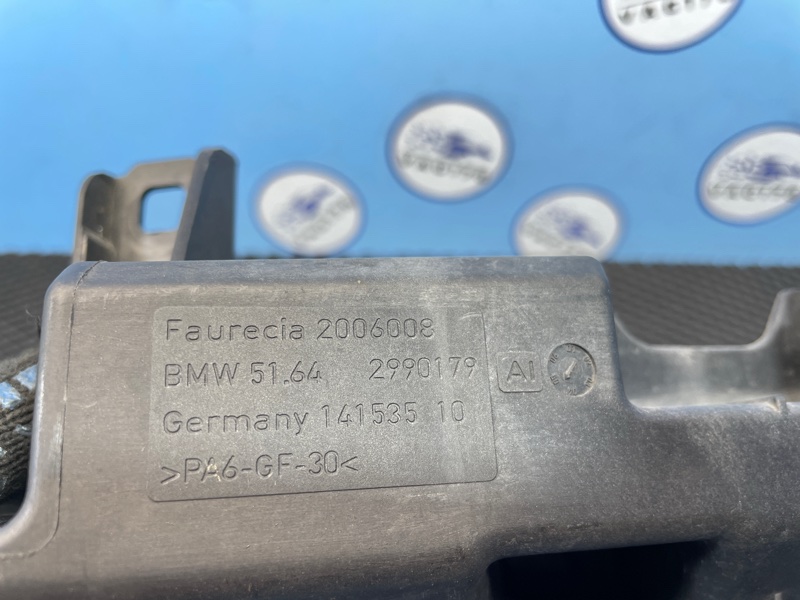 Faurecia 2006008
BMW 51.64 2990179 AI
Germany 141535 10
>PA6-GF-30<